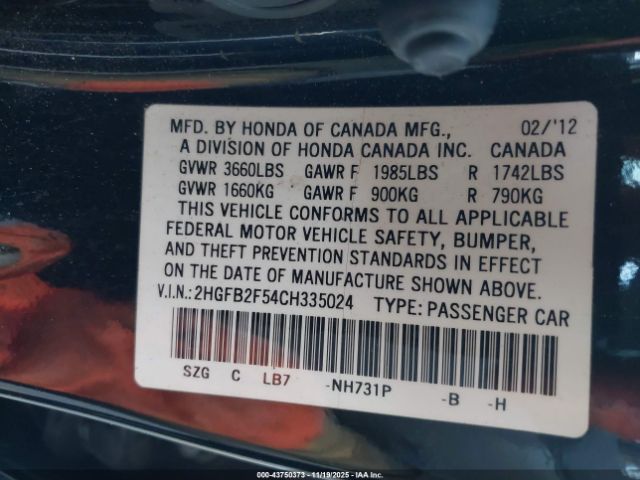 MFD. BY HONDA OF CANADA MFG., 02/'12
A DIVISION OF HONDA CANADA INC. CANADA
GVWR 3660LBS GAWR F 1985LBS R 1742LBS
GVWR 1660KG GAWR F 900KG R 790KG
THIS VEHICLE CONFORMS TO ALL APPLICABLE
FEDERAL MOTOR VEHICLE SAFETY, BUMPER,
AND THEFT PREVENTION STANDARDS IN EFFECT
ON THE DATE OF MANUFACTURE SHOWN ABOVE.
V.I.N.: 2HGFB2F54CH335024 TYPE: PASSENGER CAR
SZG C LB7 -NH731P -B -H
000-43750373 - 11/19/2025 - IAA Inc.